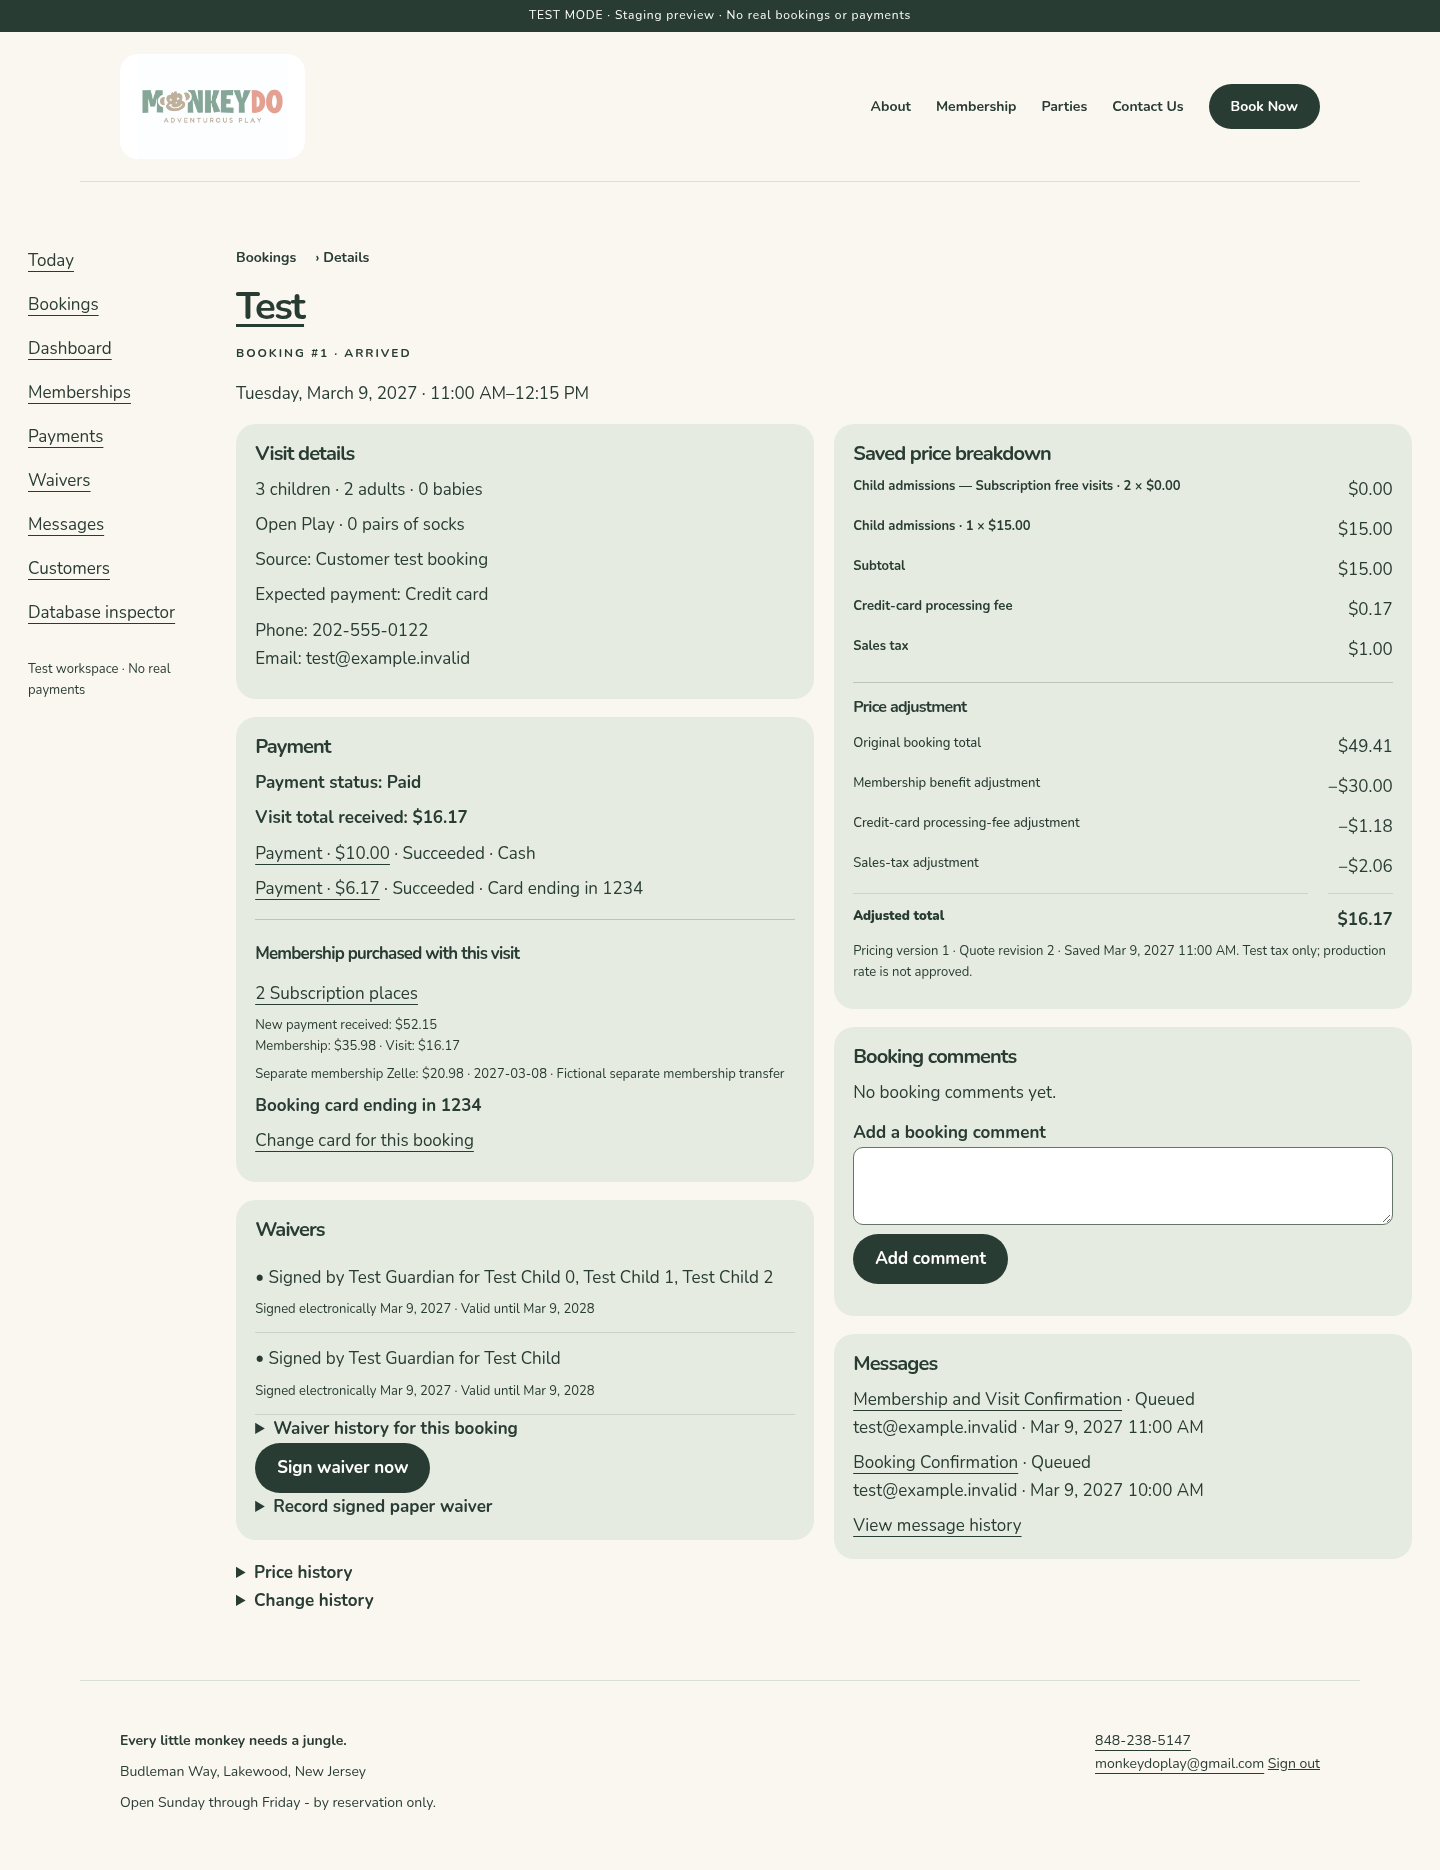 TEST MODE · Staging preview · No real bookings or payments
MONKEYDO
ADVENTUROUS PLAY
About Membership Parties Contact Us Book Now
Today
Bookings
Dashboard
Memberships
Payments
Waivers
Messages
Customers
Database inspector
Test workspace · No real
payments
Bookings › Details
Test
BOOKING #1 · ARRIVED
Tuesday, March 9, 2027 · 11:00 AM–12:15 PM
Visit details
3 children · 2 adults · 0 babies
Open Play · 0 pairs of socks
Source: Customer test booking
Expected payment: Credit card
Phone: 202-555-0122
Email: test@example.invalid
Payment
Payment status: Paid
Visit total received: $16.17
Payment · $10.00 · Succeeded · Cash
Payment · $6.17 · Succeeded · Card ending in 1234
Membership purchased with this visit
2 Subscription places
New payment received: $52.15
Membership: $35.98 · Visit: $16.17
Separate membership Zelle: $20.98 · 2027-03-08 · Fictional separate membership transfer
Booking card ending in 1234
Change card for this booking
Waivers
• Signed by Test Guardian for Test Child 0, Test Child 1, Test Child 2
Signed electronically Mar 9, 2027 · Valid until Mar 9, 2028
• Signed by Test Guardian for Test Child
Signed electronically Mar 9, 2027 · Valid until Mar 9, 2028
▶ Waiver history for this booking
Sign waiver now
▶ Record signed paper waiver
▶ Price history
▶ Change history
Saved price breakdown
Child admissions — Subscription free visits · 2 × $0.00 $0.00
Child admissions · 1 × $15.00 $15.00
Subtotal $15.00
Credit-card processing fee $0.17
Sales tax $1.00
Price adjustment
Original booking total $49.41
Membership benefit adjustment −$30.00
Credit-card processing-fee adjustment −$1.18
Sales-tax adjustment −$2.06
Adjusted total $16.17
Pricing version 1 · Quote revision 2 · Saved Mar 9, 2027 11:00 AM. Test tax only; production
rate is not approved.
Booking comments
No booking comments yet.
Add a booking comment
Add comment
Messages
Membership and Visit Confirmation · Queued
test@example.invalid · Mar 9, 2027 11:00 AM
Booking Confirmation · Queued
test@example.invalid · Mar 9, 2027 10:00 AM
View message history
Every little monkey needs a jungle.
Budleman Way, Lakewood, New Jersey
Open Sunday through Friday - by reservation only.
848-238-5147
monkeydoplay@gmail.com Sign out